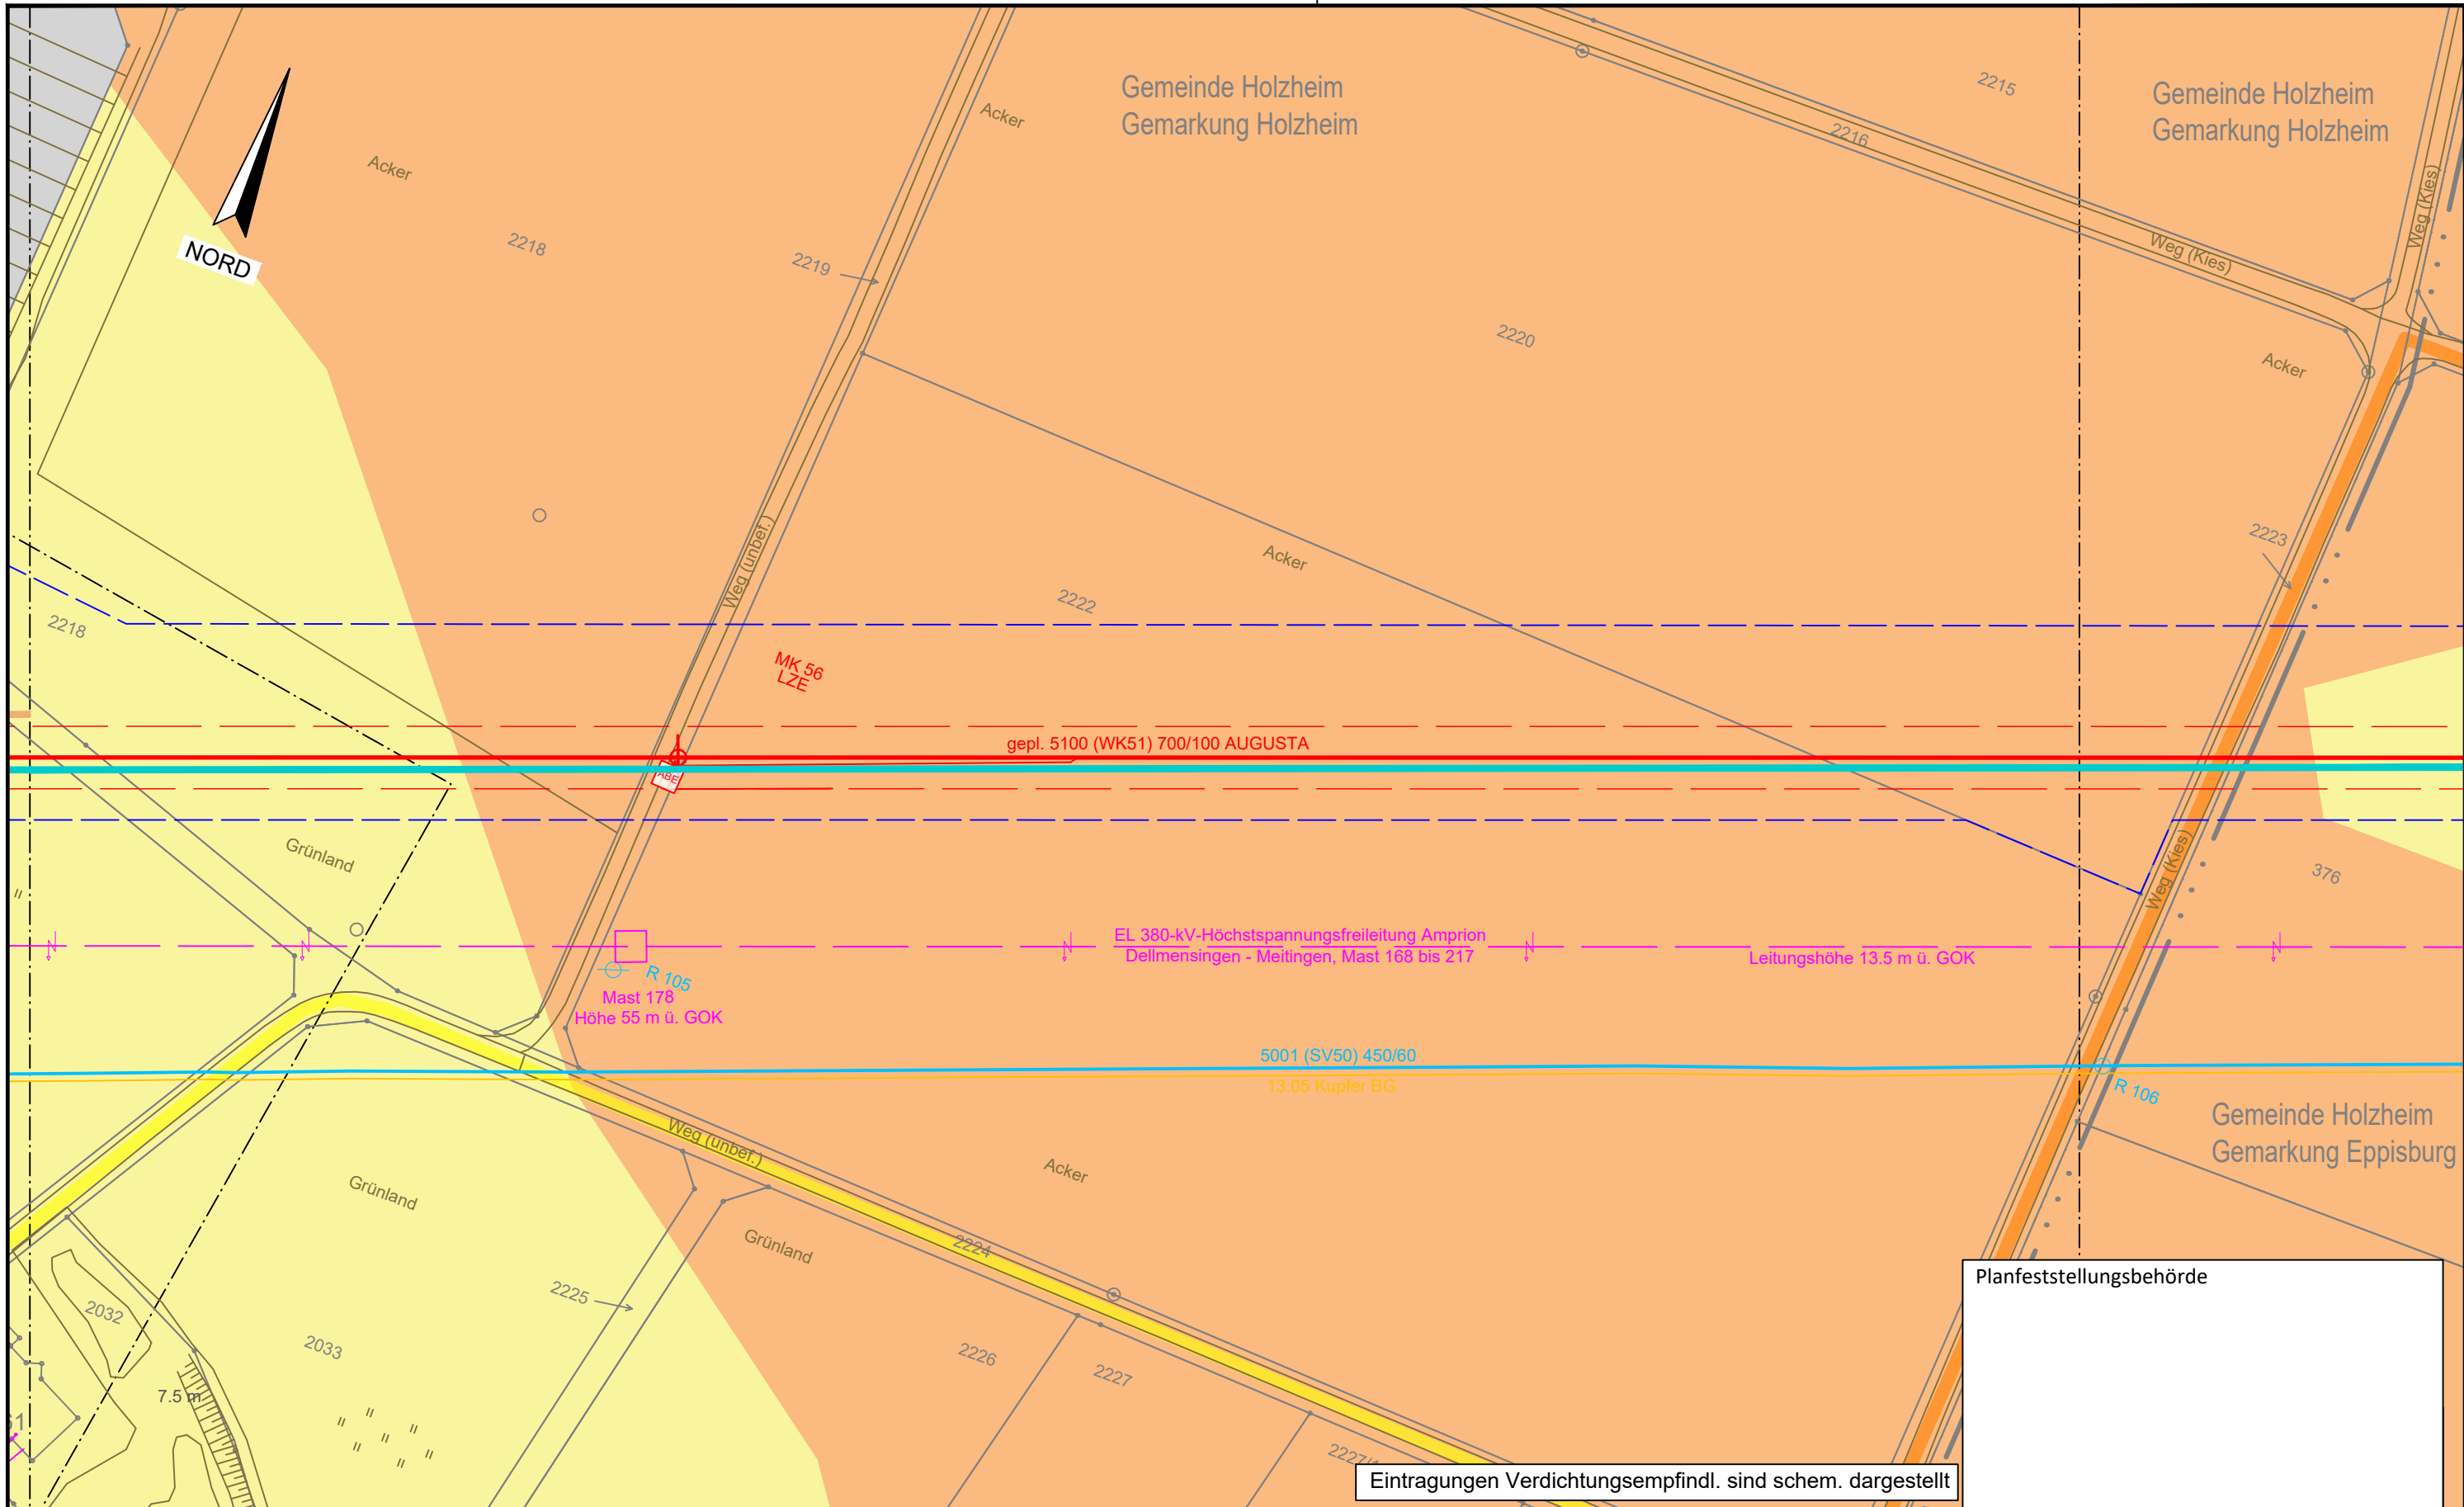 Gemeinde Holzheim
Gemarkung Holzheim
Gemeinde Holzheim
Gemarkung Holzheim
2215
2216
Acker
Acker
NORD
2218
2219
Weg (Kies)
Weg (Kies)
2220
Acker
2223
Weg (unbef.)
Acker
2222
2218
MK 56
LZE
gepl. 5100 (WK51) 700/100 AUGUSTA
ABE
Grünland
Weg (Kies)
376
EL 380-kV-Höchstspannungsfreileitung Amprion
Dellmensingen - Meitingen, Mast 168 bis 217
Leitungshöhe 13.5 m ü. GOK
R 105
Mast 178
Höhe 55 m ü. GOK
5001 (SV50) 450/60
13.05 Kupfer BG
R 106
Gemeinde Holzheim
Gemarkung Eppisburg
Weg (unbef.)
Acker
Grünland
Grünland
2224
2225
2032
2033
2226
2227
7.5 m
Planfeststellungsbehörde
Eintragungen Verdichtungsempfindl. sind schem. dargestellt